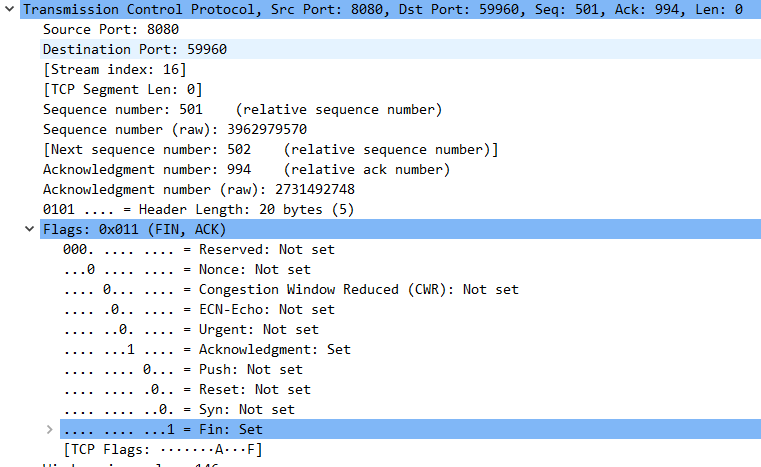 Transmission Control Protocol, Src Port: 8080, Dst Port: 59960, Seq: 501, Ack: 994, Len: 0
Source Port: 8080
Destination Port: 59960
[Stream index: 16]
[TCP Segment Len: 0]
Sequence number: 501    (relative sequence number)
Sequence number (raw): 3962979570
[Next sequence number: 502    (relative sequence number)]
Acknowledgment number: 994    (relative ack number)
Acknowledgment number (raw): 2731492748
0101 .... = Header Length: 20 bytes (5)
Flags: 0x011 (FIN, ACK)
000. .... .... = Reserved: Not set
...0 .... .... = Nonce: Not set
.... 0... .... = Congestion Window Reduced (CWR): Not set
.... .0.. .... = ECN-Echo: Not set
.... ..0. .... = Urgent: Not set
.... ...1 .... = Acknowledgment: Set
.... .... 0... = Push: Not set
.... .... .0.. = Reset: Not set
.... .... ..0. = Syn: Not set
.... .... ...1 = Fin: Set
[TCP Flags: ·······A···F]